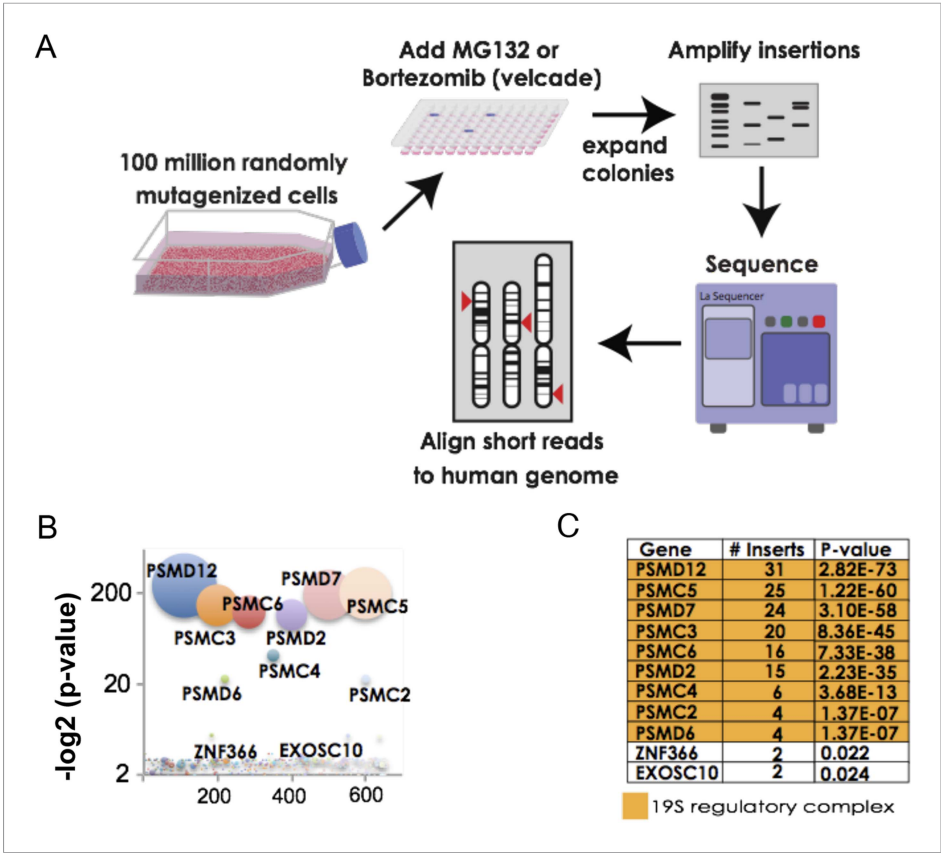 A
Add MG132 or
Bortezomib (velcade)
Amplify insertions
100 million randomly
mutagenized cells
expand
colonies
Sequence
La Sequencer
Align short reads
to human genome
B
-log2 (p-value)
200
20
2
200
400
600
PSMD12
PSMC3
PSMC6
PSMD2
PSMD7
PSMC5
PSMC4
PSMD6
PSMC2
ZNF366
EXOSC10
C
Gene # Inserts P-value
PSMD12 31 2.82E-73
PSMC5 25 1.22E-60
PSMD7 24 3.10E-58
PSMC3 20 8.36E-45
PSMC6 16 7.33E-38
PSMD2 15 2.23E-35
PSMC4 6 3.68E-13
PSMC2 4 1.37E-07
PSMD6 4 1.37E-07
ZNF366 2 0.022
EXOSC10 2 0.024
19S regulatory complex